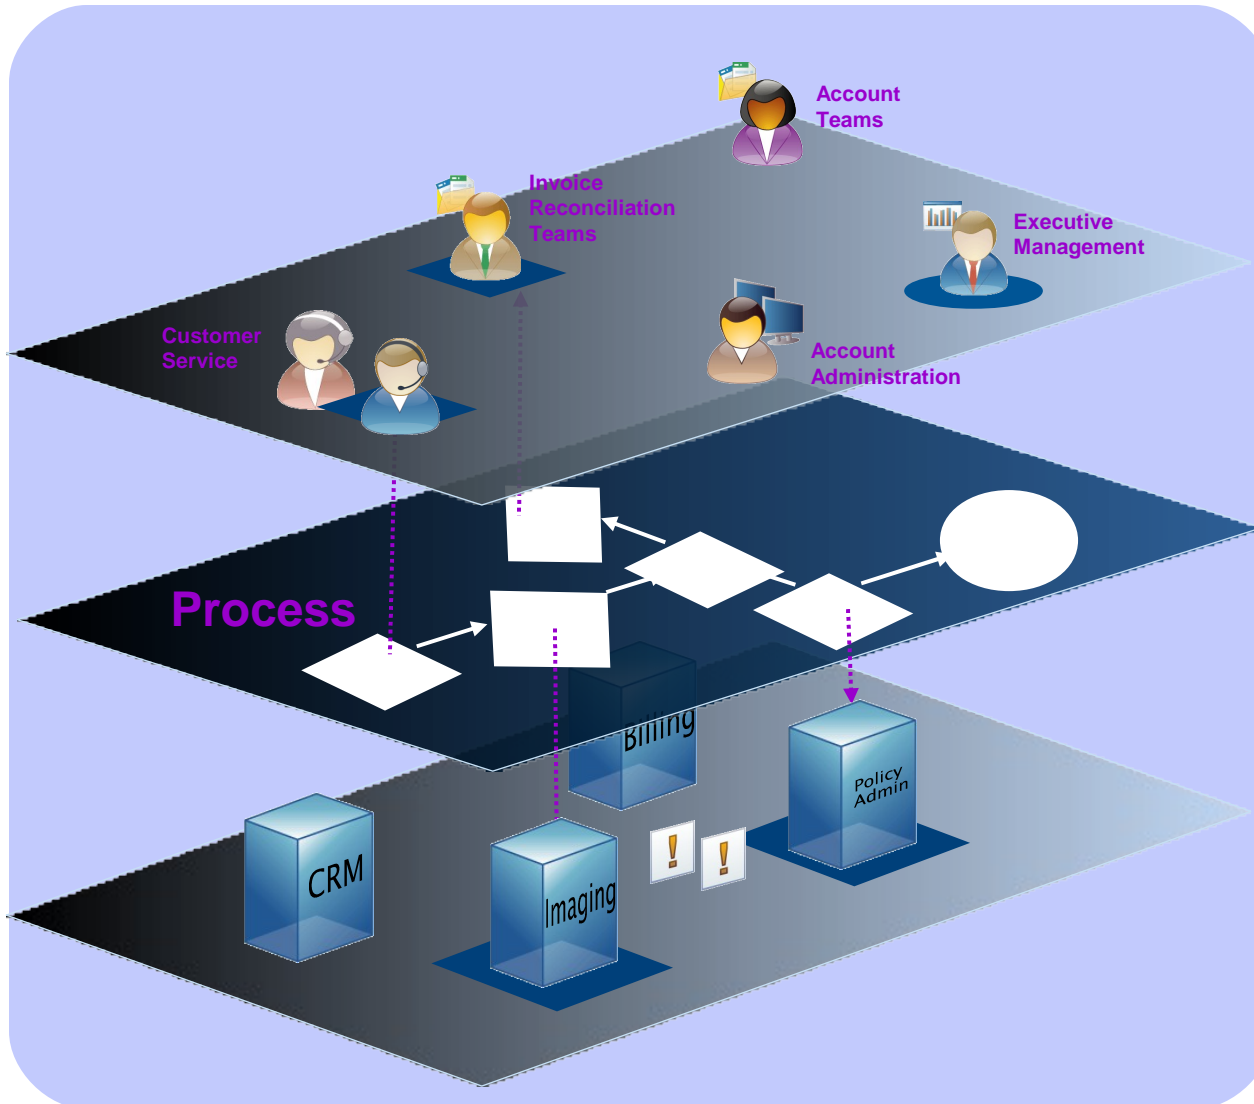 Account
Teams
Invoice
Reconciliation
Teams
Executive
Management
Customer
Service
Account
Administration
Process
Billing
Policy
Admin
CRM
Imaging
!
!